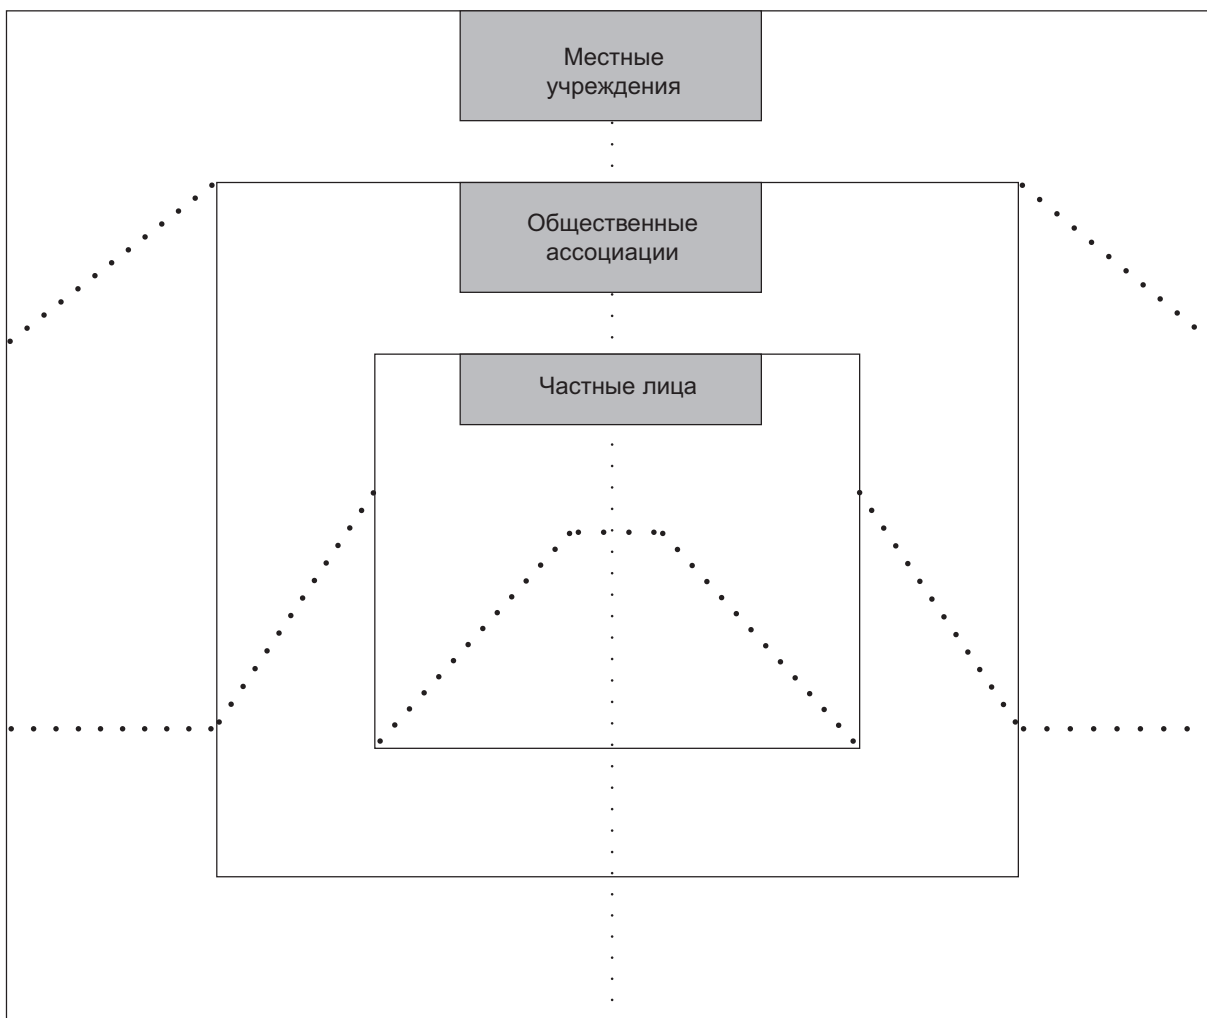 Местные
учреждения
Общественные
ассоциации
Частные лица